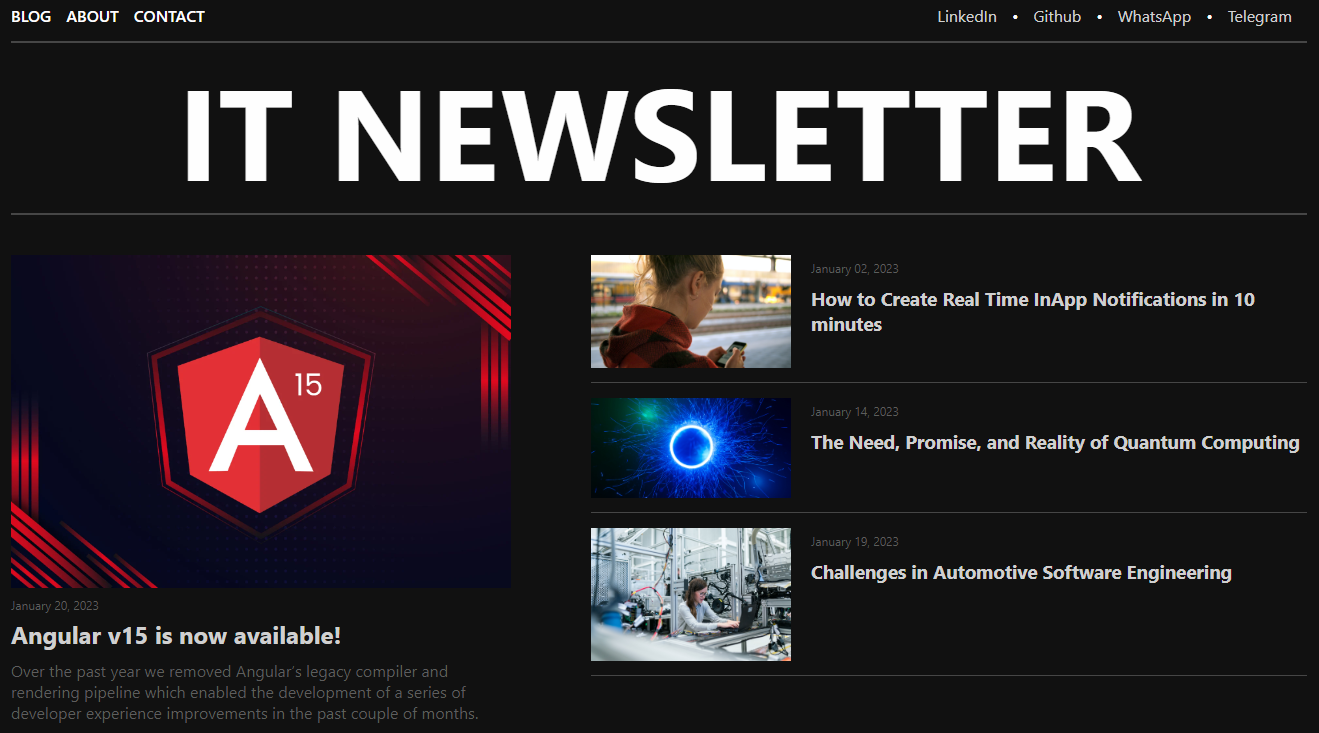 BLOG ABOUT CONTACT
LinkedIn • Github • WhatsApp • Telegram
IT NEWSLETTER
A 15
January 20, 2023
Angular v15 is now available!
Over the past year we removed Angular's legacy compiler and
rendering pipeline which enabled the development of a series of
developer experience improvements in the past couple of months.
January 02, 2023
How to Create Real Time InApp Notifications in 10
minutes
January 14, 2023
The Need, Promise, and Reality of Quantum Computing
January 19, 2023
Challenges in Automotive Software Engineering